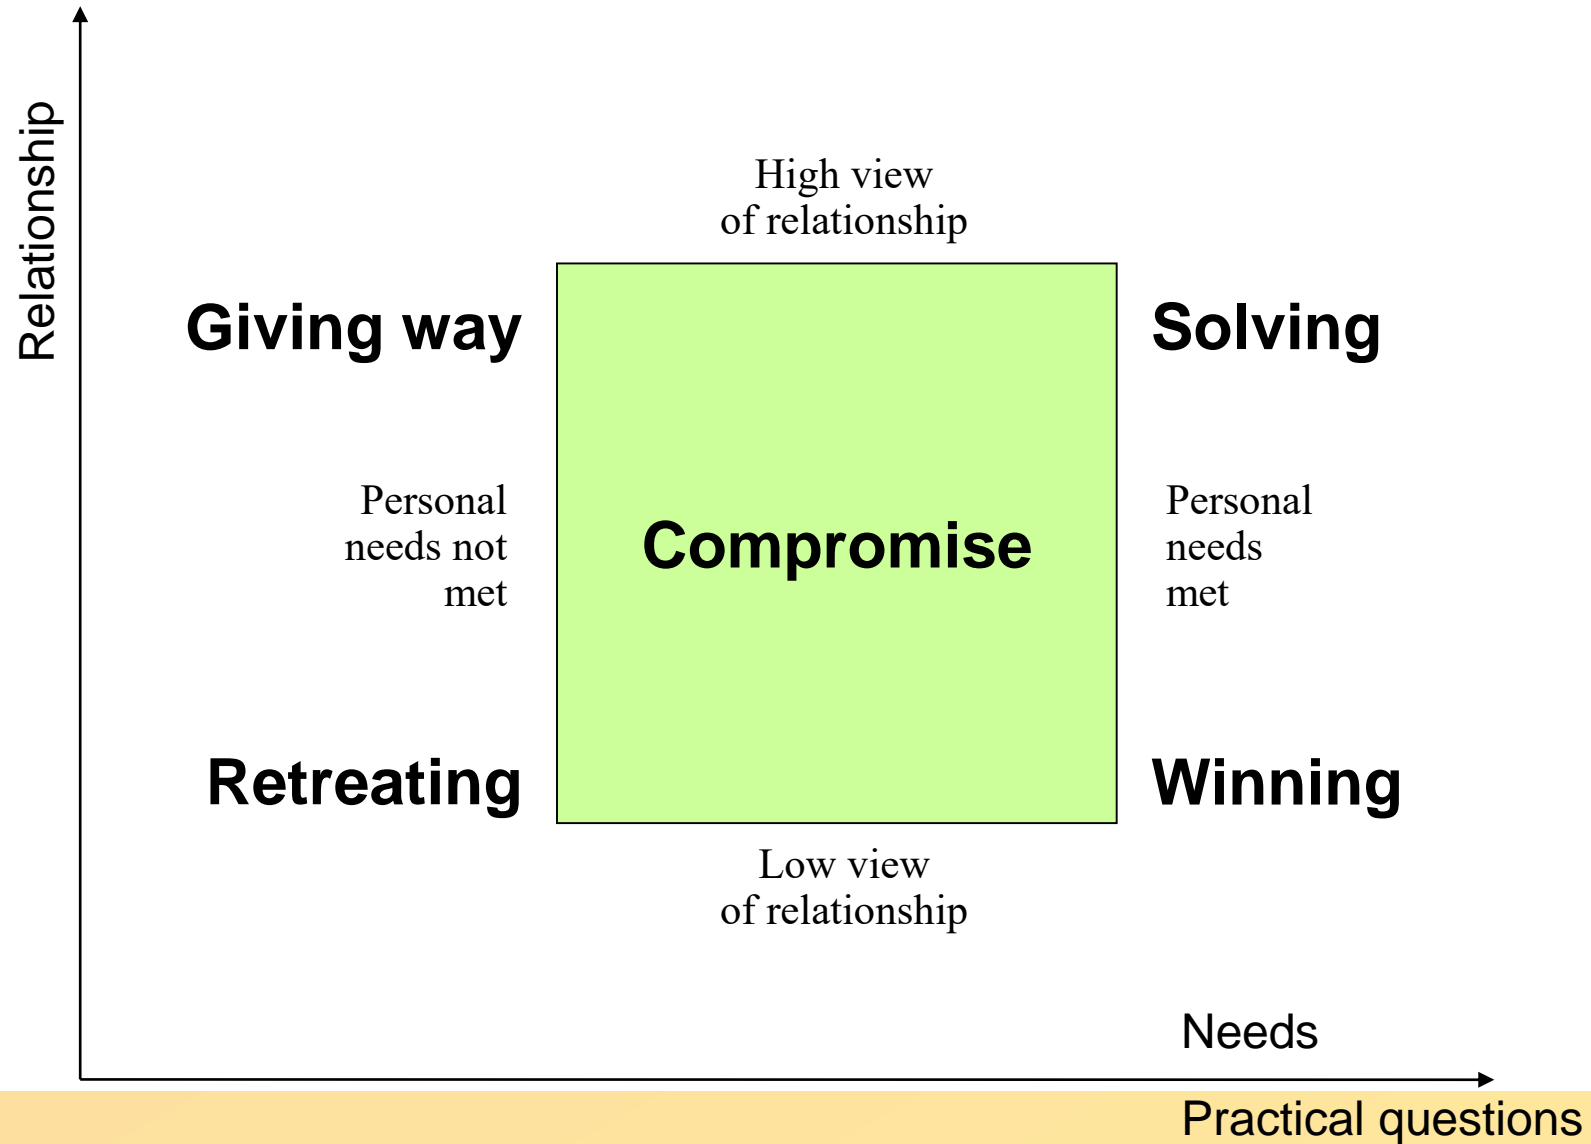 Relationship
High view
of relationship
Giving way
Solving
Personal
needs not
met
Compromise
Personal
needs
met
Retreating
Winning
Low view
of relationship
Needs
Practical questions